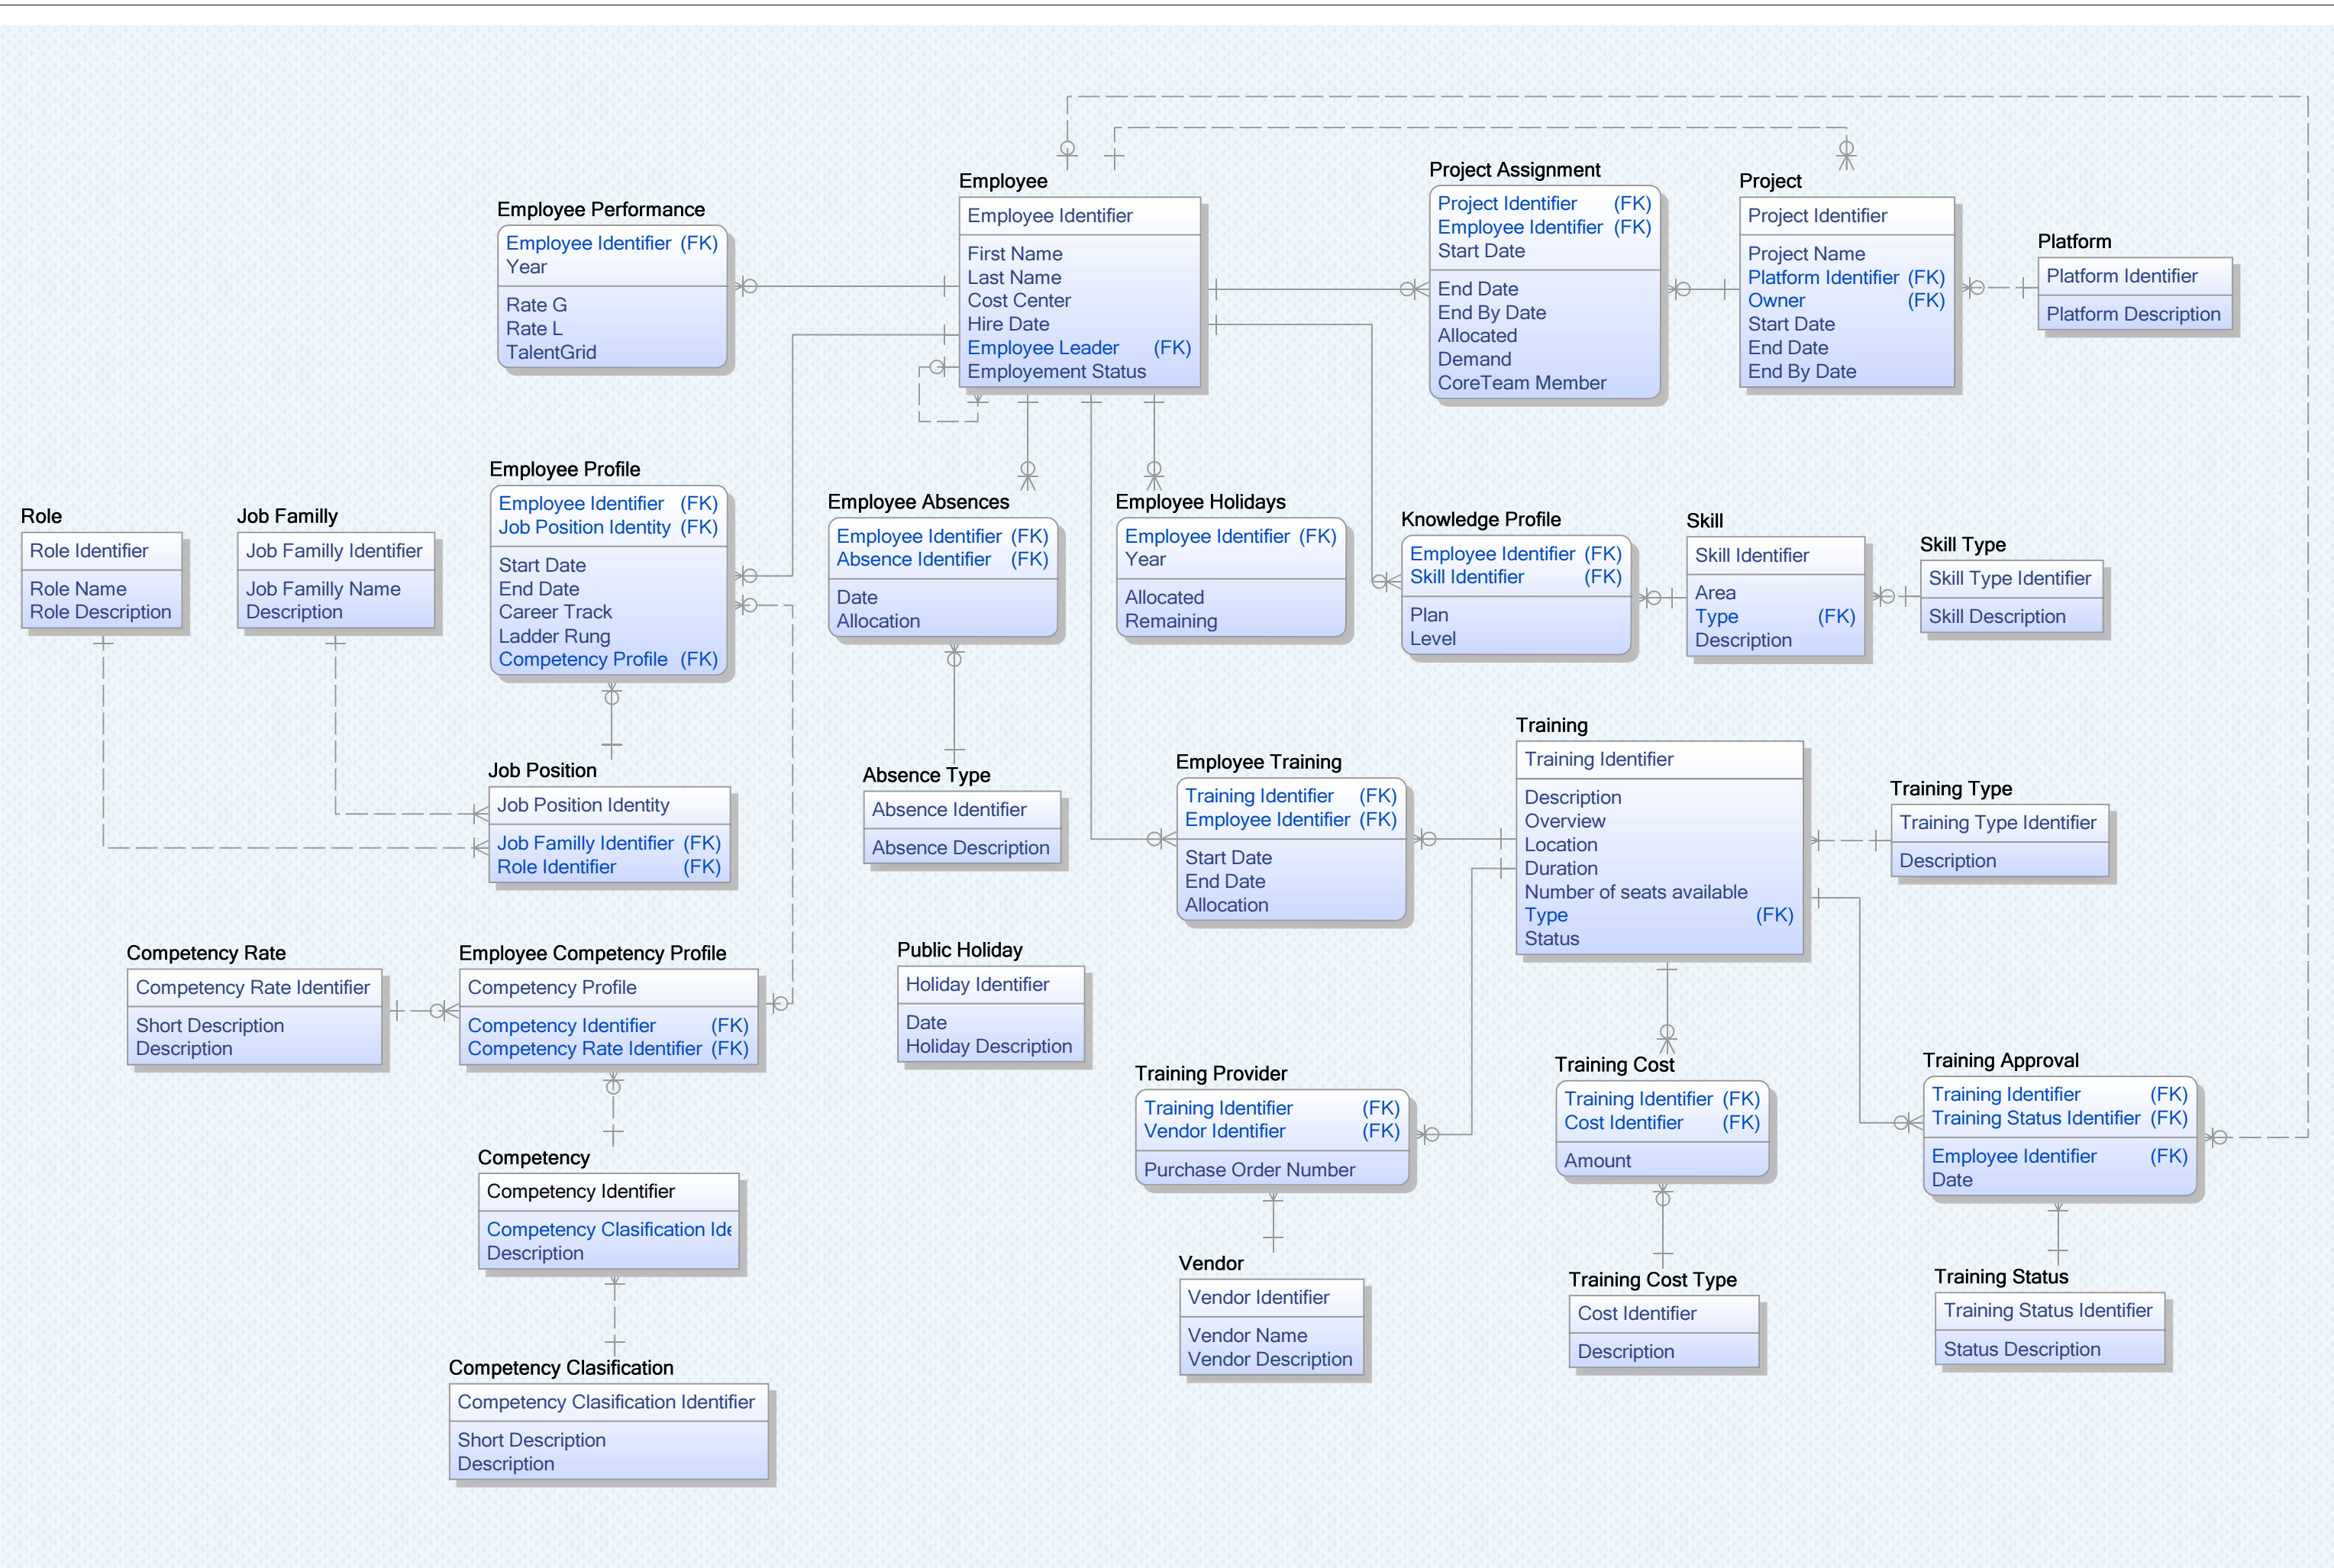 Employee
Employee Identifier
First Name
Last Name
Cost Center
Hire Date
Employee Leader (FK)
Employement Status
Project Assignment
Project Identifier (FK)
Employee Identifier (FK)
Start Date
End Date
End By Date
Allocated
Demand
CoreTeam Member
Project
Project Identifier
Project Name
Platform Identifier (FK)
Owner (FK)
Start Date
End Date
End By Date
Platform
Platform Identifier
Platform Description
Employee Performance
Employee Identifier (FK)
Year
Rate G
Rate L
TalentGrid
Role
Role Identifier
Role Name
Role Description
Job Familly
Job Familly Identifier
Job Familly Name
Description
Employee Profile
Employee Identifier (FK)
Job Position Identity (FK)
Start Date
End Date
Career Track
Ladder Rung
Competency Profile (FK)
Employee Absences
Employee Identifier (FK)
Absence Identifier (FK)
Date
Allocation
Employee Holidays
Employee Identifier (FK)
Year
Allocated
Remaining
Knowledge Profile
Employee Identifier (FK)
Skill Identifier (FK)
Plan
Level
Skill
Skill Identifier
Area
Type (FK)
Description
Skill Type
Skill Type Identifier
Skill Description
Job Position
Job Position Identity
Job Familly Identifier (FK)
Role Identifier (FK)
Absence Type
Absence Identifier
Absence Description
Employee Training
Training Identifier (FK)
Employee Identifier (FK)
Start Date
End Date
Allocation
Training
Training Identifier
Description
Overview
Location
Duration
Number of seats available
Type (FK)
Status
Training Type
Training Type Identifier
Description
Competency Rate
Competency Rate Identifier
Short Description
Description
Employee Competency Profile
Competency Profile
Competency Identifier (FK)
Competency Rate Identifier (FK)
Public Holiday
Holiday Identifier
Date
Holiday Description
Training Provider
Training Identifier (FK)
Vendor Identifier (FK)
Purchase Order Number
Training Cost
Training Identifier (FK)
Cost Identifier (FK)
Amount
Training Approval
Training Identifier (FK)
Training Status Identifier (FK)
Employee Identifier (FK)
Date
Competency
Competency Identifier
Competency Clasification Ide
Description
Vendor
Vendor Identifier
Vendor Name
Vendor Description
Training Cost Type
Cost Identifier
Description
Training Status
Training Status Identifier
Status Description
Competency Clasification
Competency Clasification Identifier
Short Description
Description